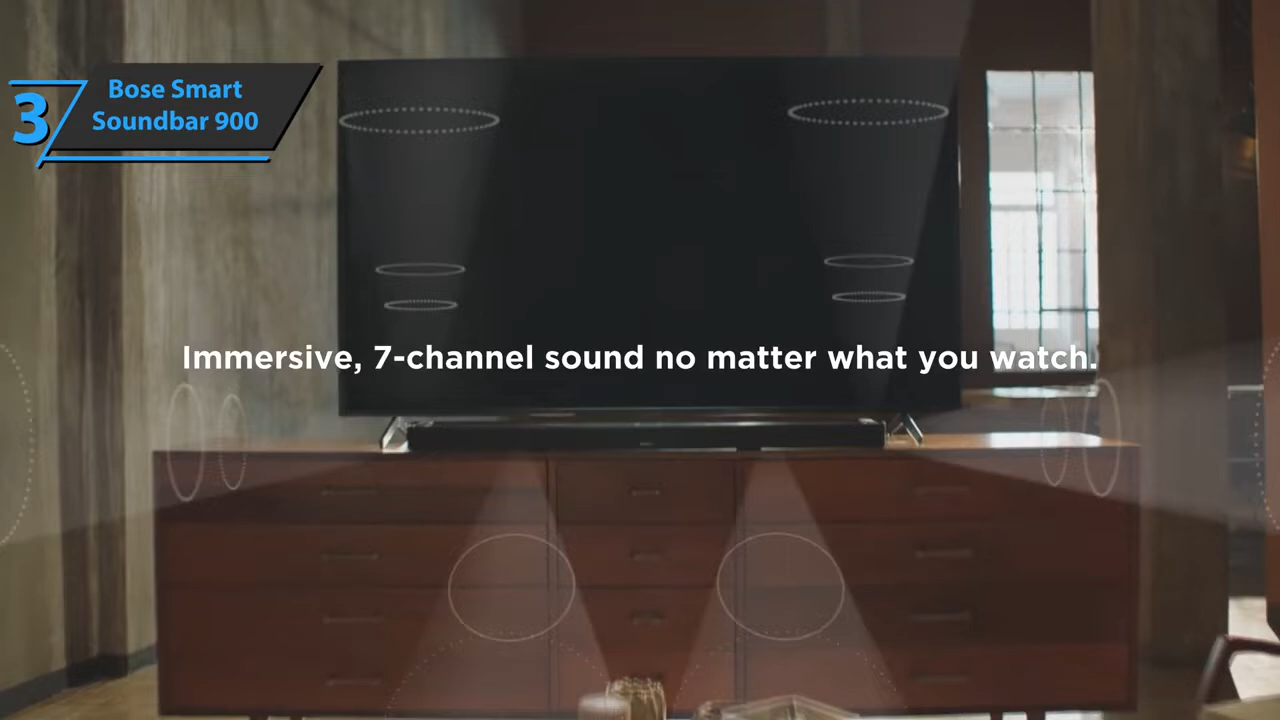 3
Bose Smart
Soundbar 900
Immersive, 7-channel sound no matter what you watch.